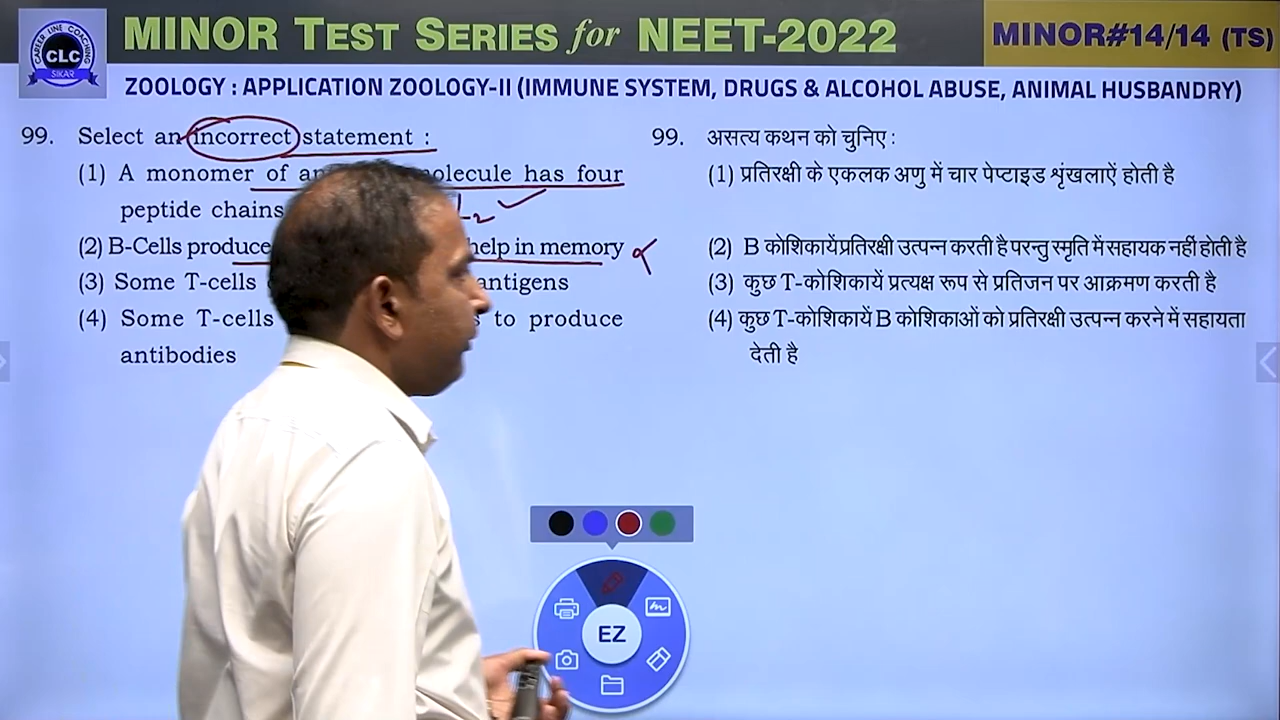 MINOR TEST SERIES for NEET-2022
MINOR#14/14 (TS)
CAREER LINE COACHING
CLC
SIKAR
ZOOLOGY : APPLICATION ZOOLOGY-II (IMMUNE SYSTEM, DRUGS & ALCOHOL ABUSE, ANIMAL HUSBANDRY)
99. Select an incorrect statement :
(1) A monomer of an molecule has four
peptide chains
(2) B-Cells produce help in memory
(3) Some T-cells antigens
(4) Some T-cells to produce
antibodies
99. असत्य कथन को चुनिए :
(1) प्रतिरक्षी के एकलक अणु में चार पेप्टाइड शृंखलाऐं होती है
(2) B कोशिकायें प्रतिरक्षी उत्पन्न करती है परन्तु स्मृति में सहायक नहीं होती है
(3) कुछ T-कोशिकायें प्रत्यक्ष रूप से प्रतिजन पर आक्रमण करती है
(4) कुछ T-कोशिकायें B कोशिकाओं को प्रतिरक्षी उत्पन्न करने में सहायता
देती है
EZ